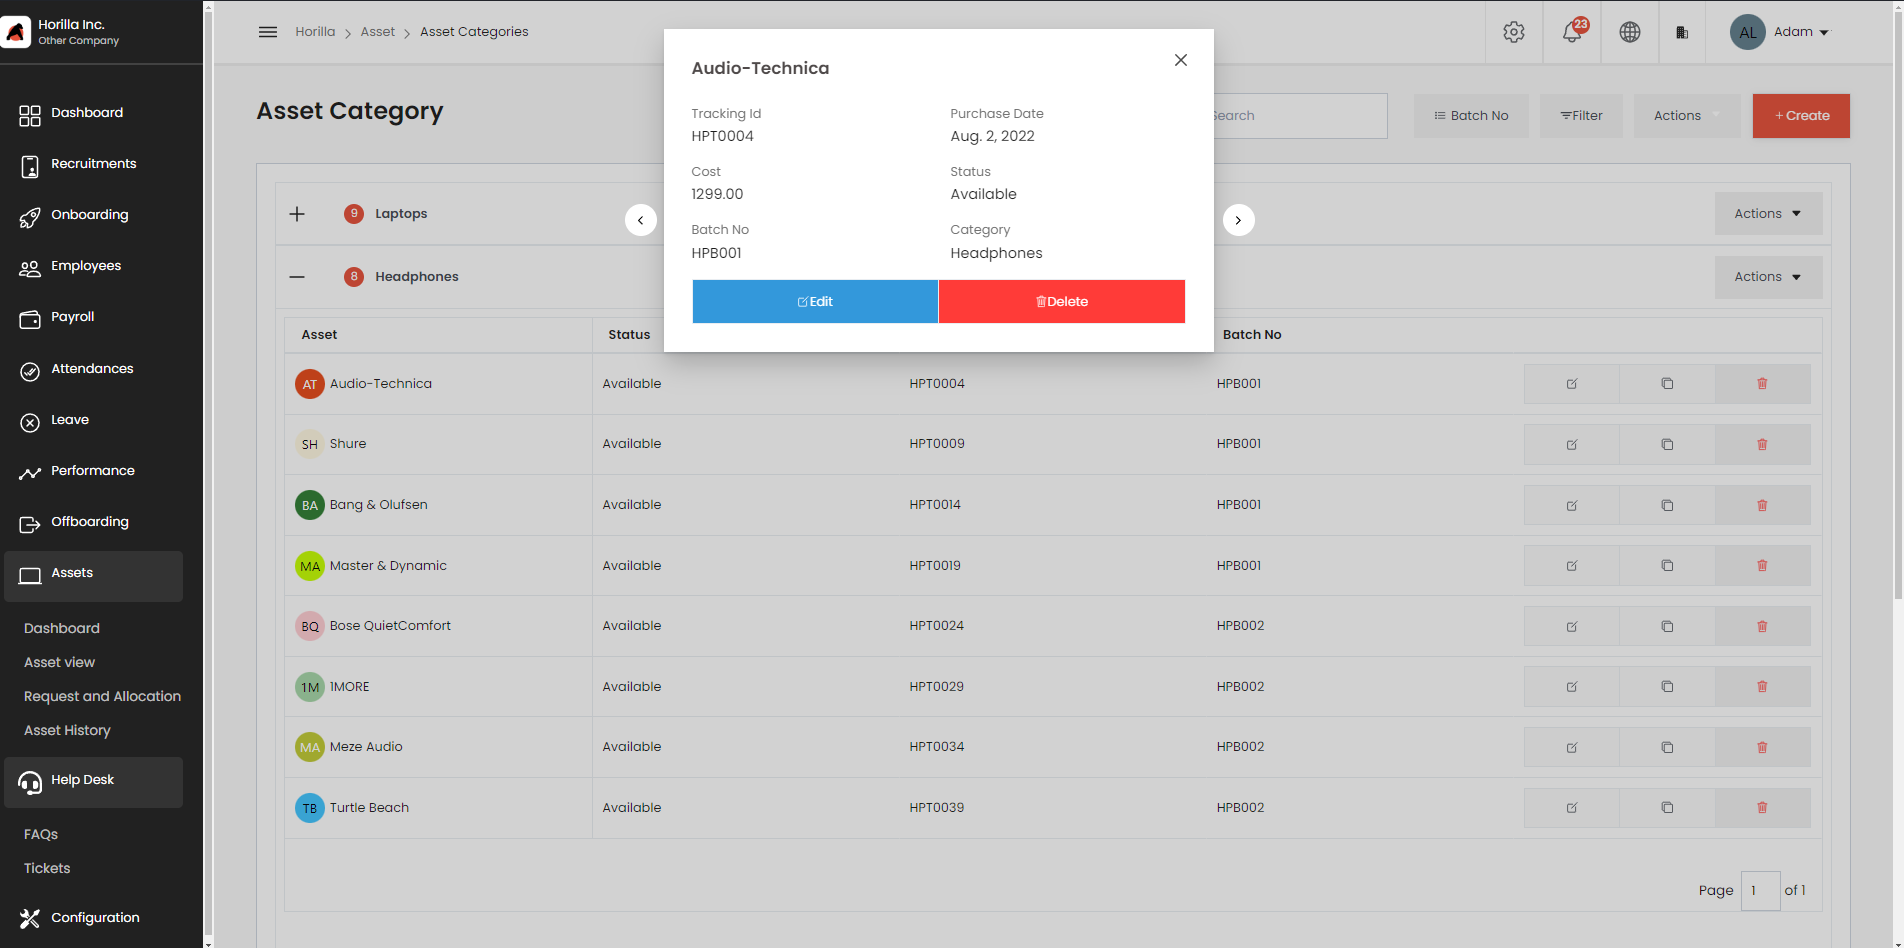 Horilla Inc.
Other Company
Dashboard
Recruitments
Onboarding
Employees
Payroll
Attendances
Leave
Performance
Offboarding
Assets
Dashboard
Asset view
Request and Allocation
Asset History
Help Desk
FAQs
Tickets
Configuration
Horilla > Asset > Asset Categories
23
AL Adam
Asset Category
Search
Batch No
Filter
Actions
+ Create
Audio-Technica
Tracking Id
HPT0004
Purchase Date
Aug. 2, 2022
Cost
1299.00
Status
Available
Batch No
HPB001
Category
Headphones
Edit
Delete
9 Laptops
Actions
8 Headphones
Actions
Asset Status Batch No
AT Audio-Technica Available HPT0004 HPB001
SH Shure Available HPT0009 HPB001
BA Bang & Olufsen Available HPT0014 HPB001
MA Master & Dynamic Available HPT0019 HPB001
BQ Bose QuietComfort Available HPT0024 HPB002
1M 1MORE Available HPT0029 HPB002
MA Meze Audio Available HPT0034 HPB002
TB Turtle Beach Available HPT0039 HPB002
Page 1 of 1